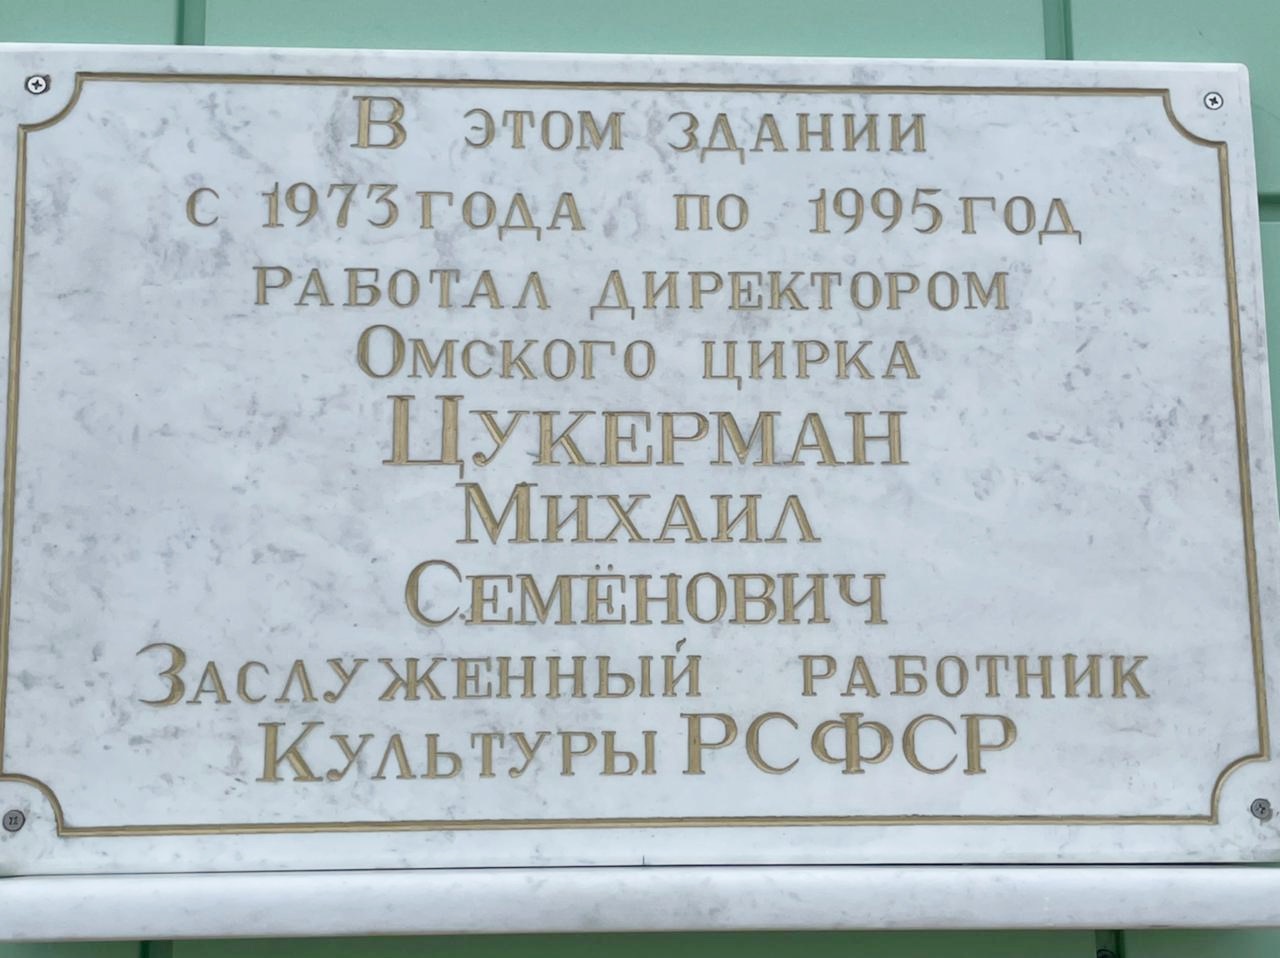 В этом здании
с 1973 года по 1995 год
работал директором
Омского цирка
Цукерман
Михаил
Семёнович
Заслуженный работник
Культуры РСФСР